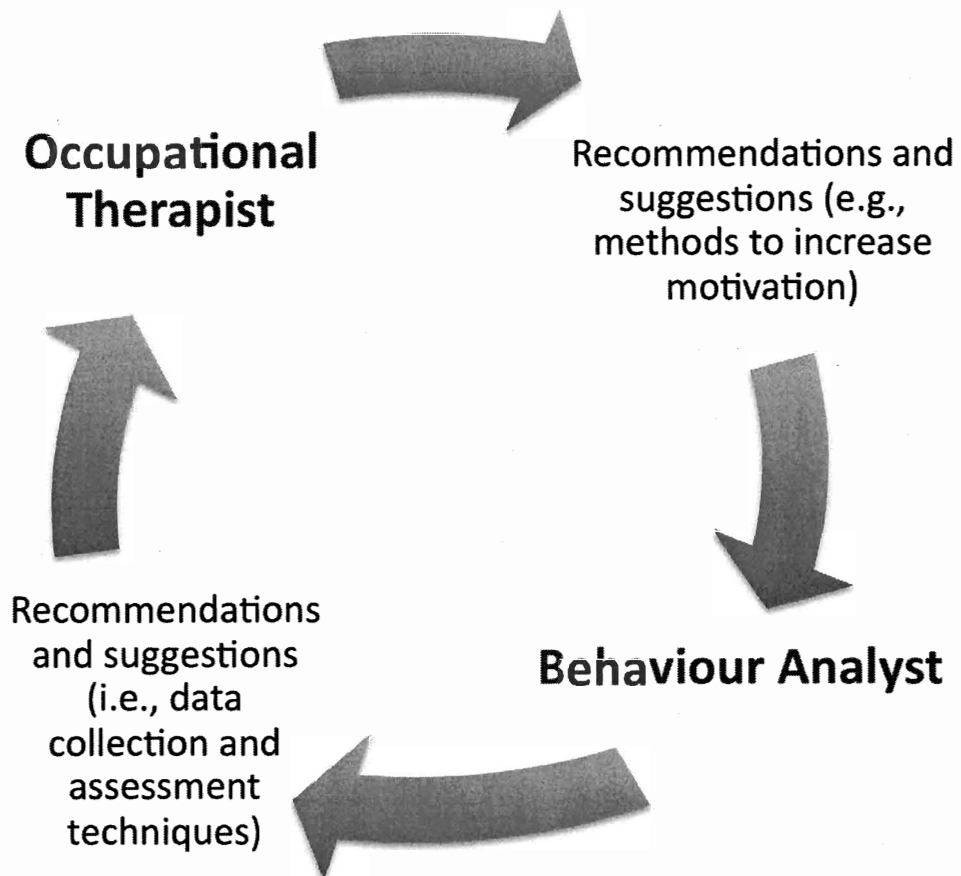 Occupational
Therapist
Recommendations and
suggestions (e.g.,
methods to increase
motivation)
Behaviour Analyst
Recommendations
and suggestions
(i.e., data
collection and
assessment
techniques)